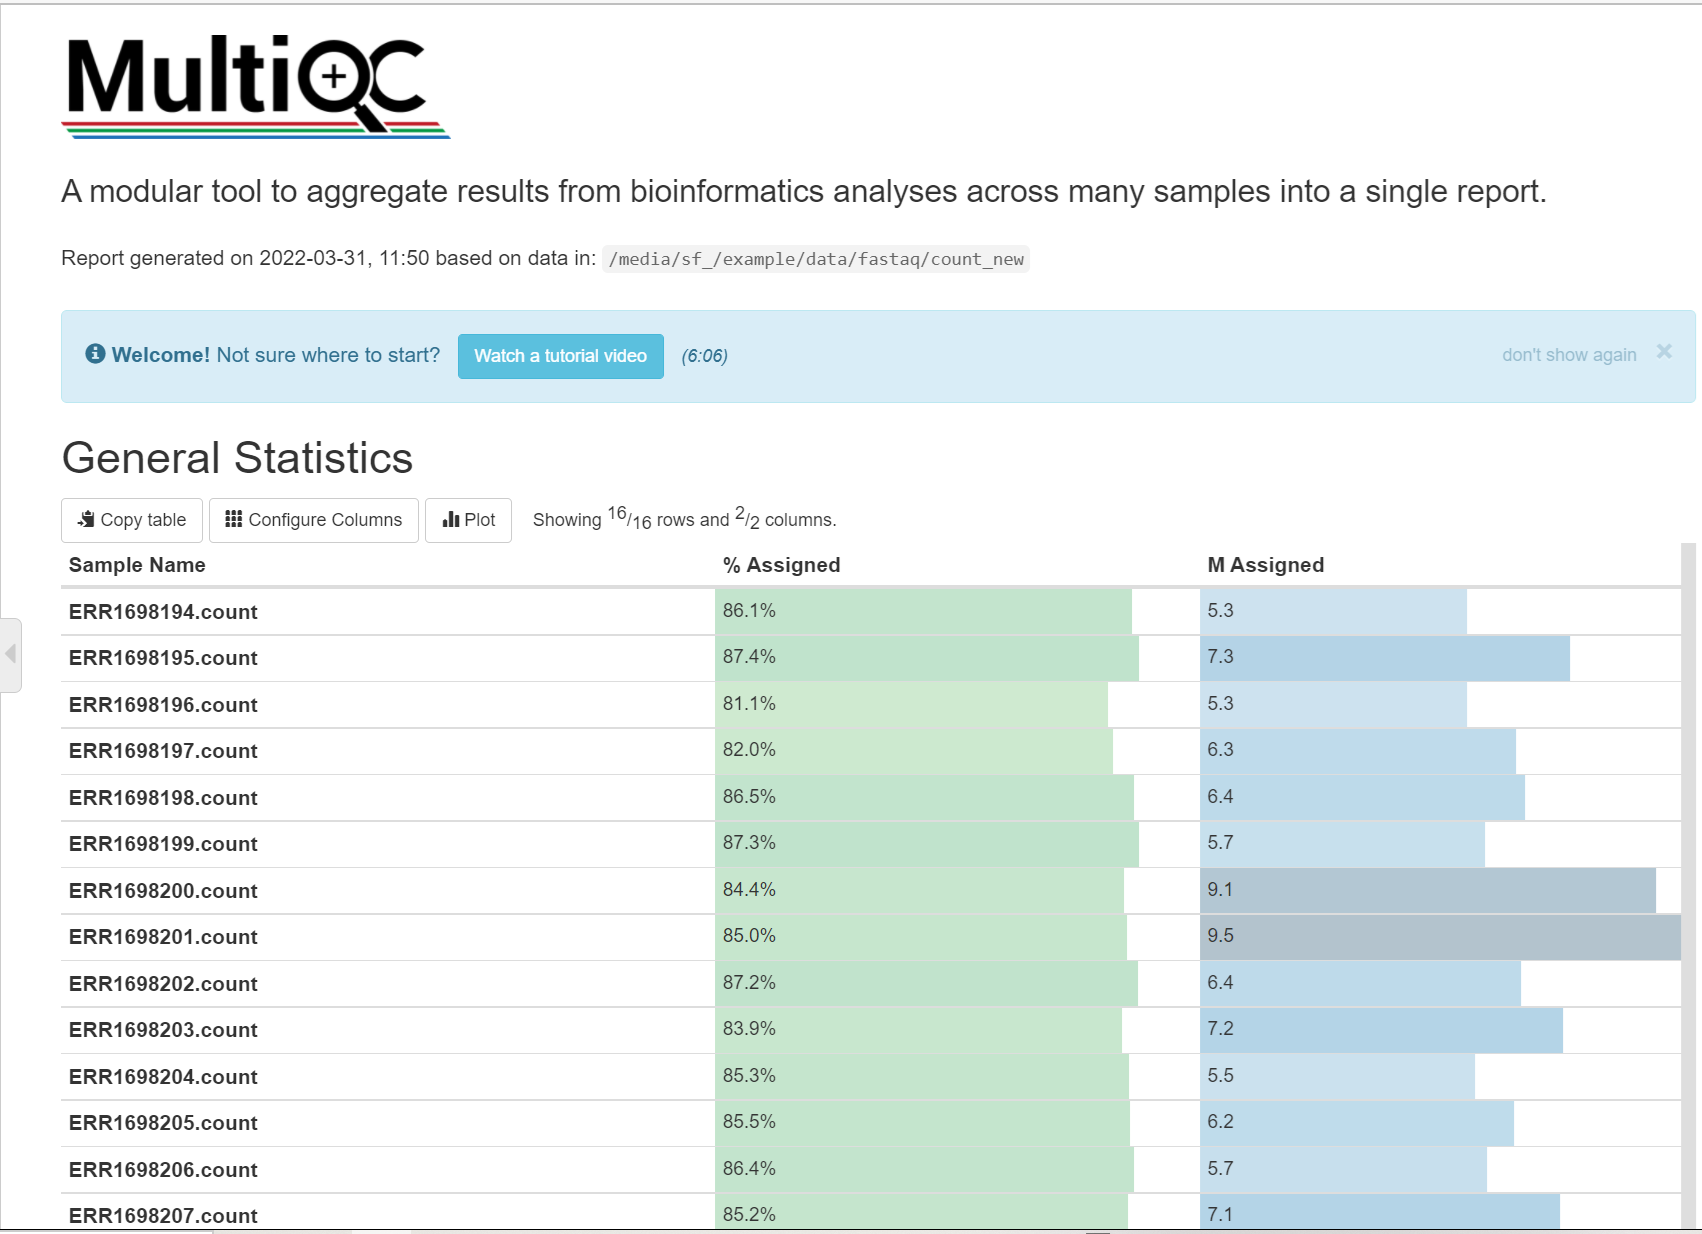 MultiQC
A modular tool to aggregate results from bioinformatics analyses across many samples into a single report.
Report generated on 2022-03-31, 11:50 based on data in: /media/sf_/example/data/fastaq/count_new
Welcome! Not sure where to start? Watch a tutorial video (6:06) don't show again ×
General Statistics
Copy table Configure Columns Plot Showing 16/16 rows and 2/2 columns.
Sample Name % Assigned M Assigned
ERR1698194.count 86.1% 5.3
ERR1698195.count 87.4% 7.3
ERR1698196.count 81.1% 5.3
ERR1698197.count 82.0% 6.3
ERR1698198.count 86.5% 6.4
ERR1698199.count 87.3% 5.7
ERR1698200.count 84.4% 9.1
ERR1698201.count 85.0% 9.5
ERR1698202.count 87.2% 6.4
ERR1698203.count 83.9% 7.2
ERR1698204.count 85.3% 5.5
ERR1698205.count 85.5% 6.2
ERR1698206.count 86.4% 5.7
ERR1698207.count 85.2% 7.1